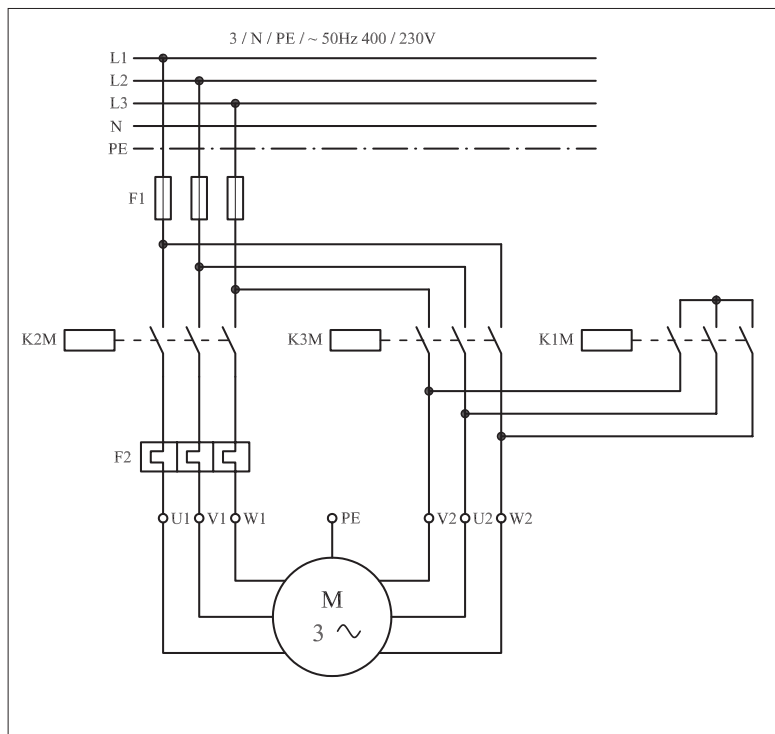 3 / N / PE / ~ 50Hz 400 / 230V
L1
L2
L3
N
PE
F1
K2M
K3M
K1M
F2
U1
V1
W1
PE
V2
U2
W2
M
3 ~